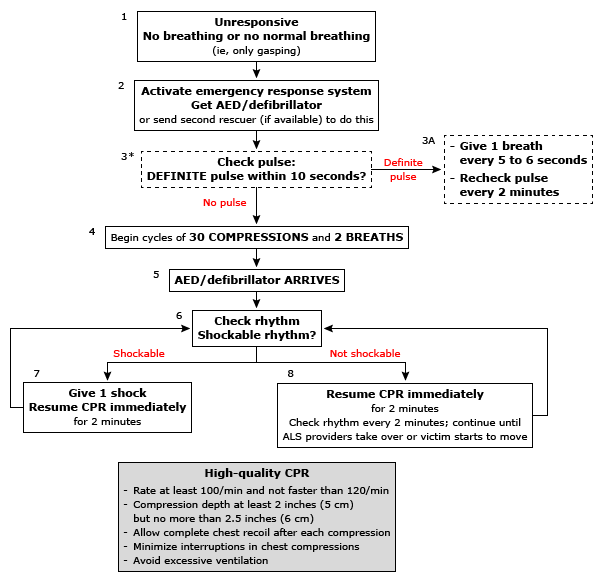 1
Unresponsive
No breathing or no normal breathing
(ie, only gasping)
2
Activate emergency response system
Get AED/defibrillator
or send second rescuer (if available) to do this
3*
Check pulse:
DEFINITE pulse within 10 seconds?
Definite
pulse
3A
- Give 1 breath
every 5 to 6 seconds
- Recheck pulse
every 2 minutes
No pulse
4
Begin cycles of 30 COMPRESSIONS and 2 BREATHS
5
AED/defibrillator ARRIVES
6
Check rhythm
Shockable rhythm?
Shockable
Not shockable
7
Give 1 shock
Resume CPR immediately
for 2 minutes
8
Resume CPR immediately
for 2 minutes
Check rhythm every 2 minutes; continue until
ALS providers take over or victim starts to move
High-quality CPR
- Rate at least 100/min and not faster than 120/min
- Compression depth at least 2 inches (5 cm)
but no more than 2.5 inches (6 cm)
- Allow complete chest recoil after each compression
- Minimize interruptions in chest compressions
- Avoid excessive ventilation